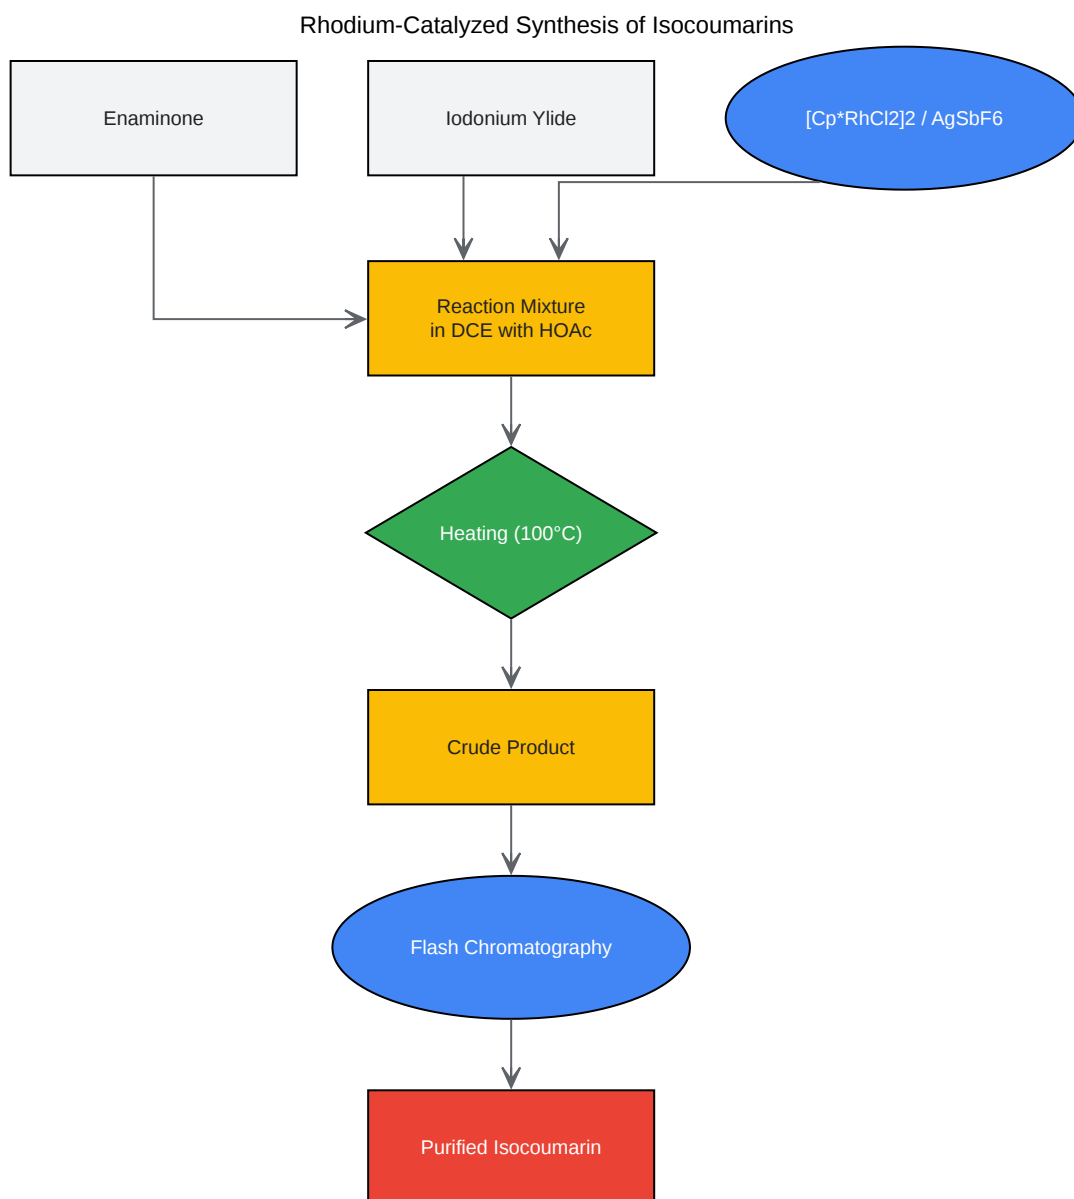 Rhodium-Catalyzed Synthesis of Isocoumarins
Enaminone
Iodonium Ylide
[Cp*RhCl2]2 / AgSbF6
Reaction Mixture
in DCE with HOAc
Heating (100°C)
Crude Product
Flash Chromatography
Purified Isocoumarin